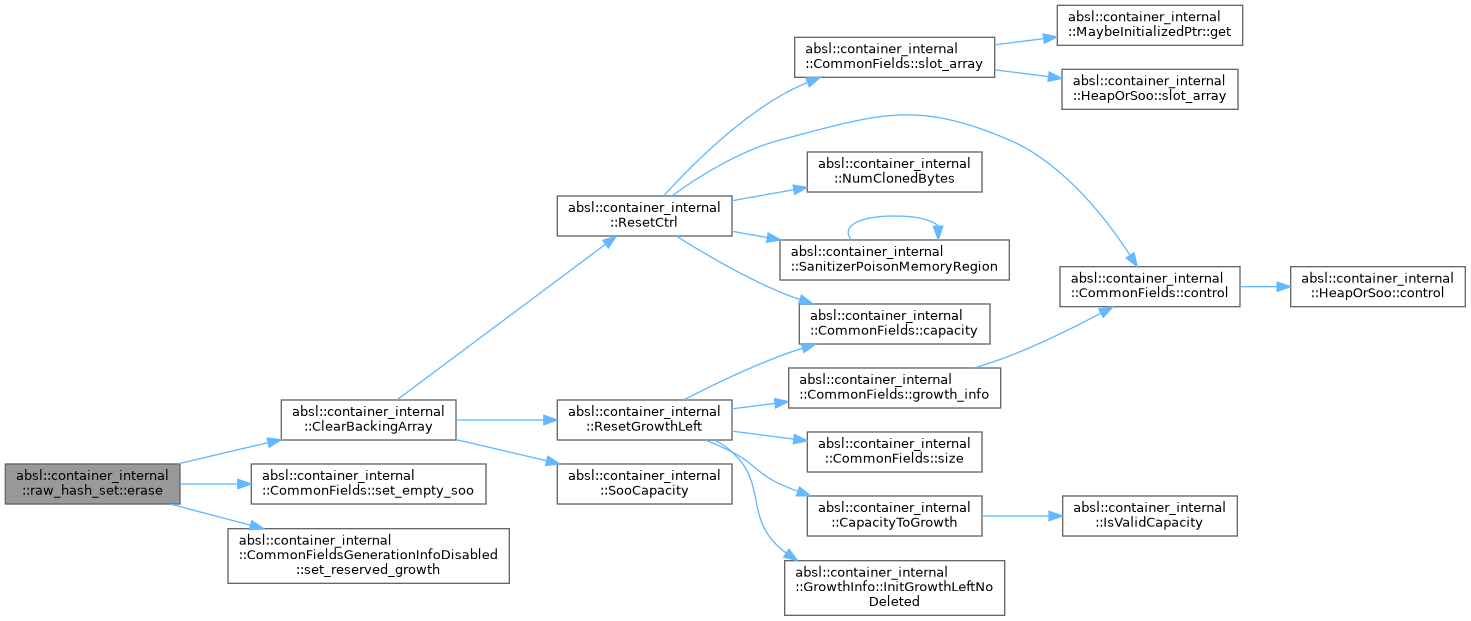 absl::container_internal
::raw_hash_set::erase
absl::container_internal
::ClearBackingArray
absl::container_internal
::CommonFields::set_empty_soo
absl::container_internal
::CommonFieldsGenerationInfoDisabled
::set_reserved_growth
absl::container_internal
::ResetCtrl
absl::container_internal
::ResetGrowthLeft
absl::container_internal
::SooCapacity
absl::container_internal
::CommonFields::slot_array
absl::container_internal
::NumClonedBytes
absl::container_internal
::SanitizerPoisonMemoryRegion
absl::container_internal
::CommonFields::capacity
absl::container_internal
::CommonFields::growth_info
absl::container_internal
::CommonFields::size
absl::container_internal
::CapacityToGrowth
absl::container_internal
::GrowthInfo::InitGrowthLeftNo
Deleted
absl::container_internal
::MaybeInitializedPtr::get
absl::container_internal
::HeapOrSoo::slot_array
absl::container_internal
::CommonFields::control
absl::container_internal
::IsValidCapacity
absl::container_internal
::HeapOrSoo::control